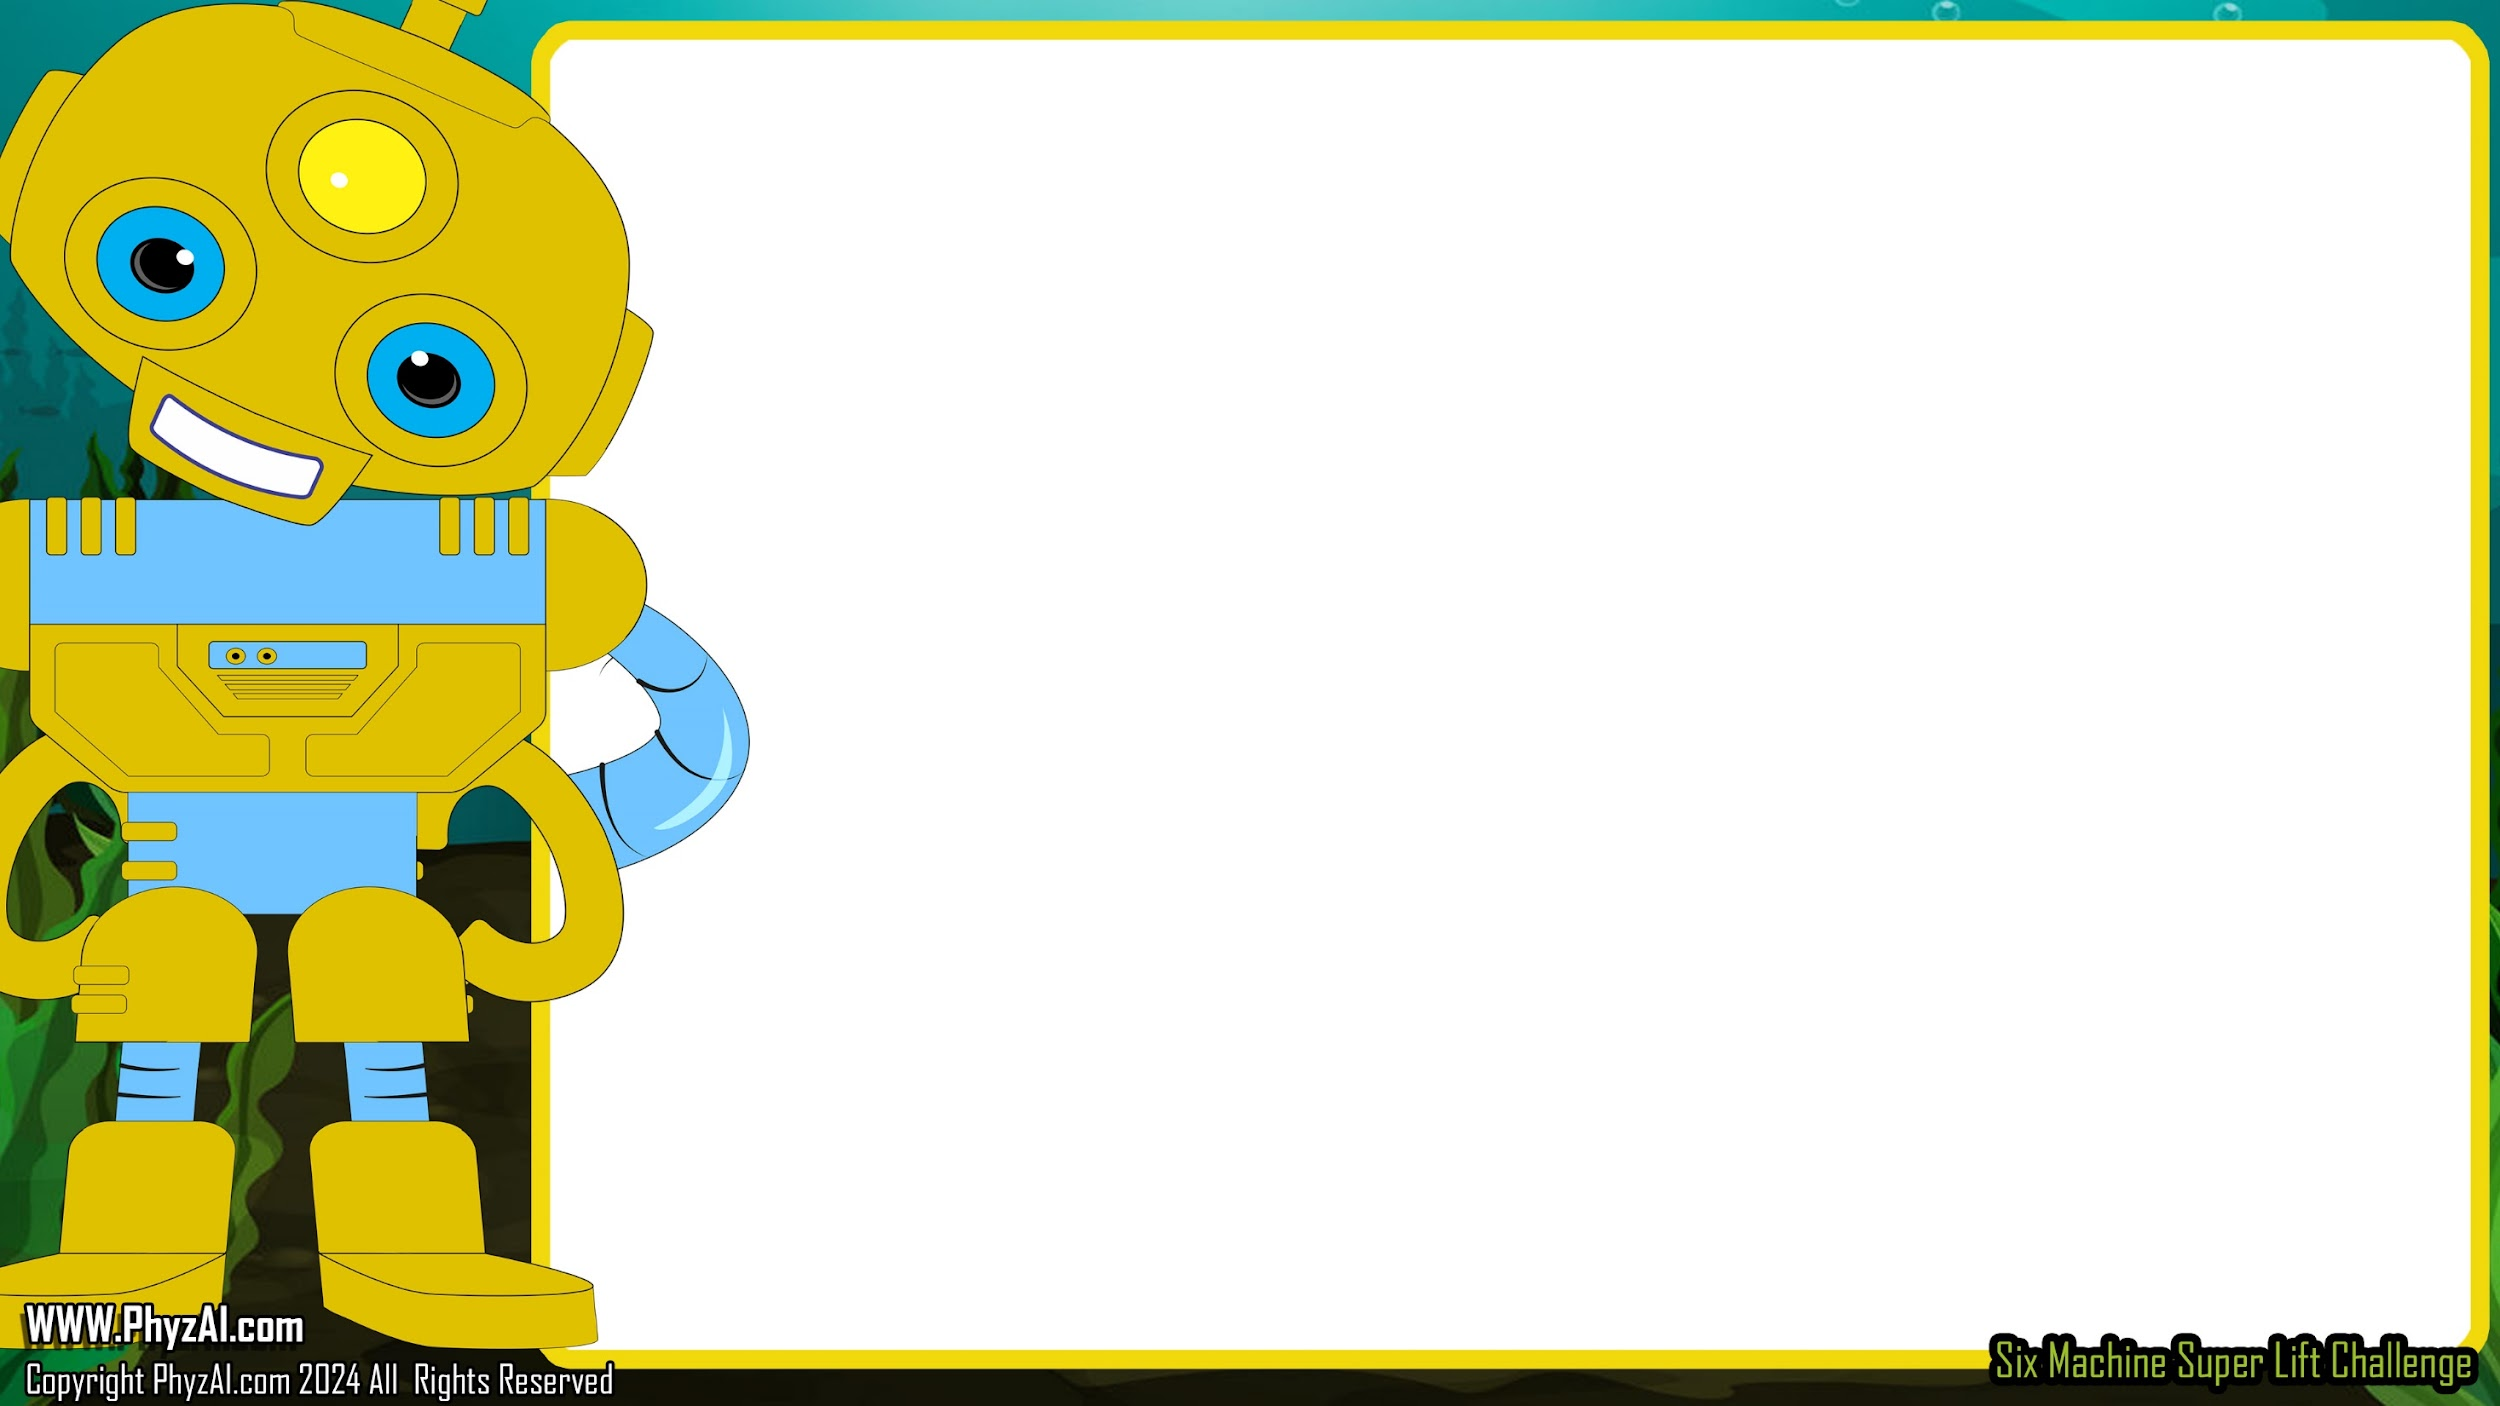 WWW.PhyzAI.com
Copyright PhyzAI.com 2024 All Rights Reserved
Six Machine Super Lift Challenge